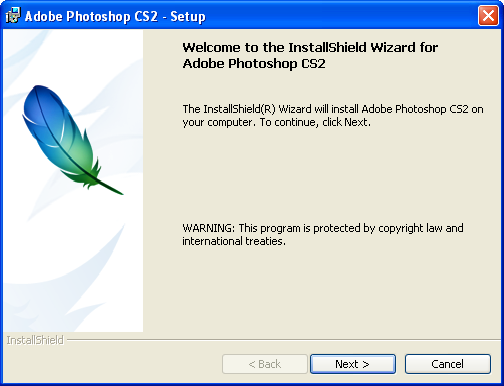 Adobe Photoshop CS2 - Setup
Welcome to the InstallShield Wizard for
Adobe Photoshop CS2
The InstallShield(R) Wizard will install Adobe Photoshop CS2 on
your computer. To continue, click Next.
WARNING: This program is protected by copyright law and
international treaties.
InstallShield
< Back Next > Cancel